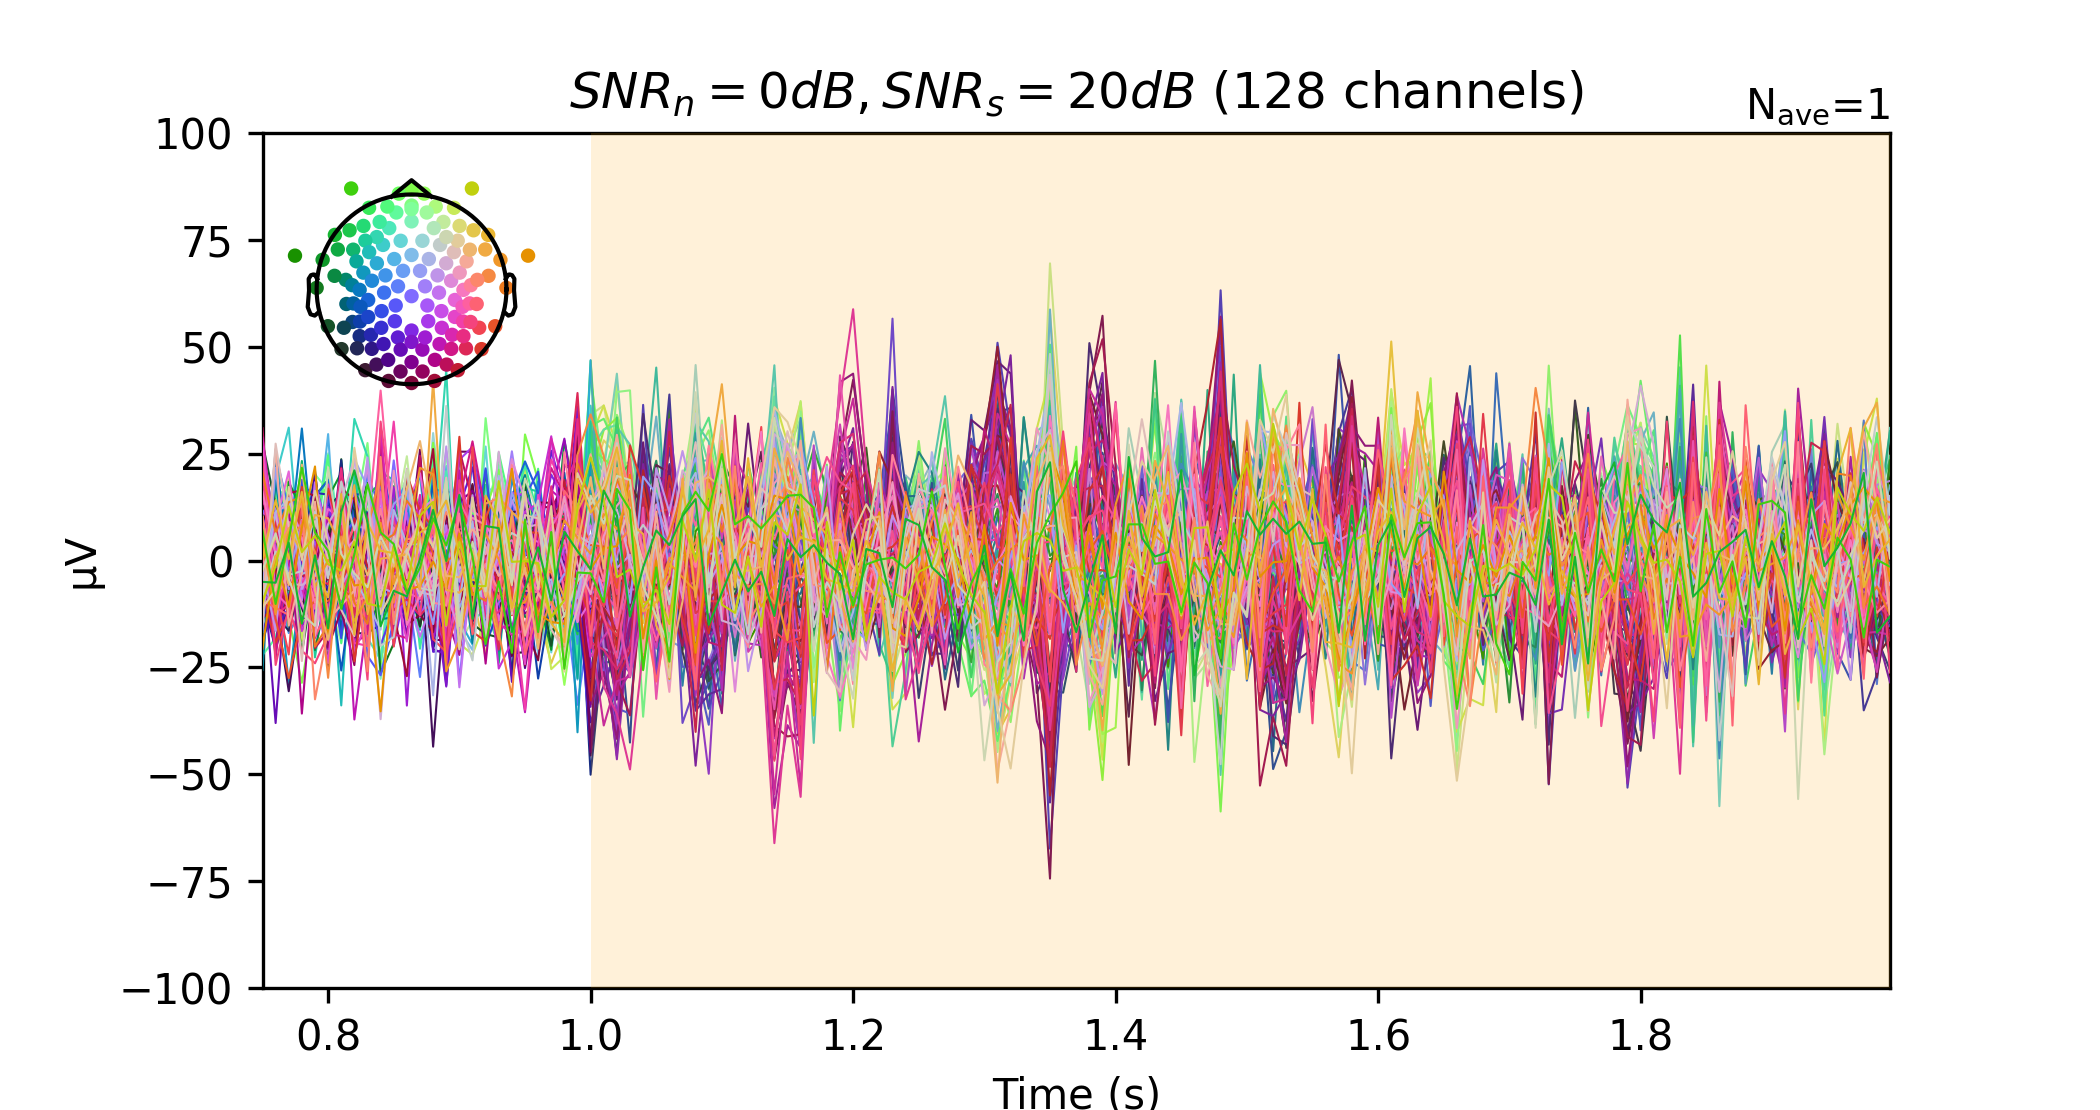 SNRn = 0dB, SNRs = 20dB (128 channels)
Nave=1
100
75
50
25
0
−25
−50
−75
−100
µV
0.8 1.0 1.2 1.4 1.6 1.8
Time (s)